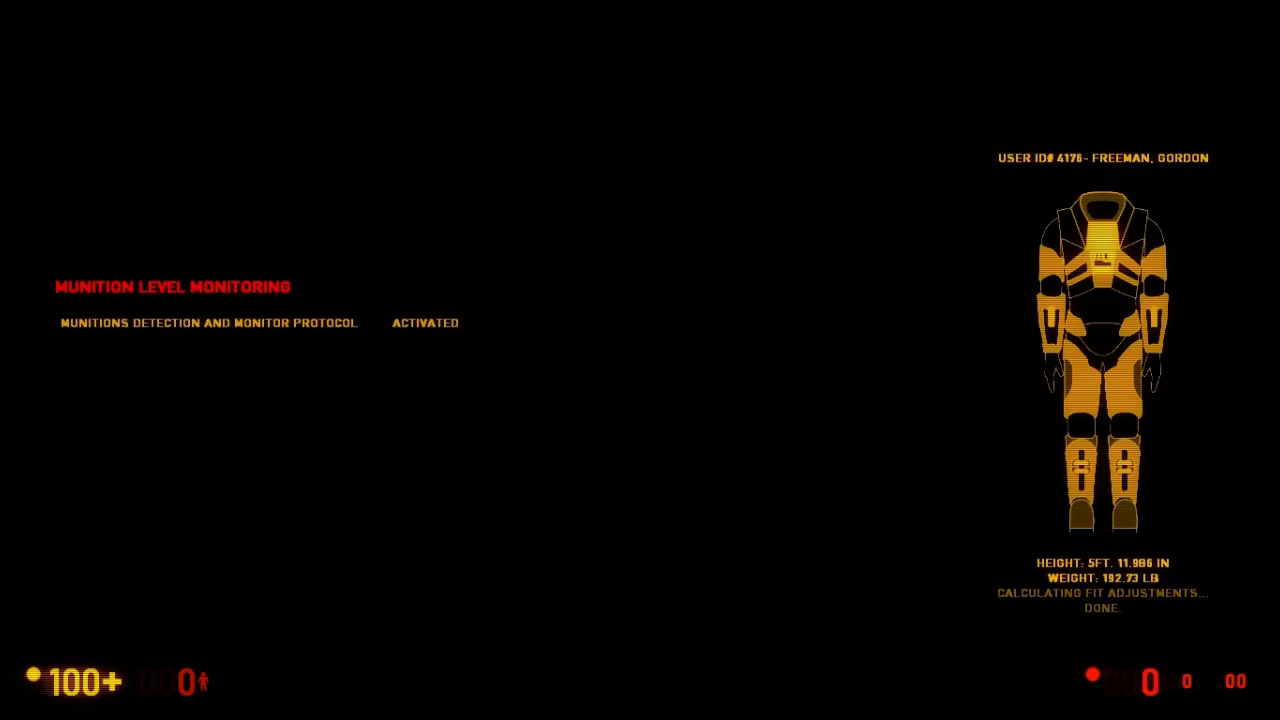 USER ID# 4176- FREEMAN, GORDON
MUNITION LEVEL MONITORING
MUNITIONS DETECTION AND MONITOR PROTOCOL ACTIVATED
HEIGHT: 5FT. 11.986 IN
WEIGHT: 192.73 LB
CALCULATING FIT ADJUSTMENTS...
DONE.
100+ 0 0 0 00